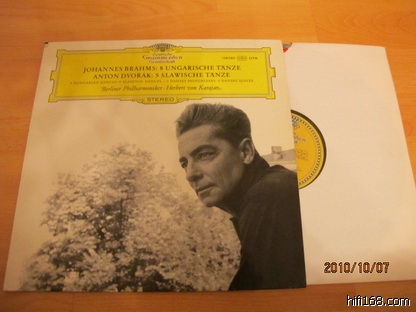 Deutsche
Grammophon
Gesellschaft
JOHANNES BRAHMS: 8 UNGARISCHE TÄNZE
ANTON DVOŘÁK: 5 SLAWISCHE TÄNZE
STEREO
Berliner Philharmoniker · Herbert von Karajan
2010/10/07
hifi168.com